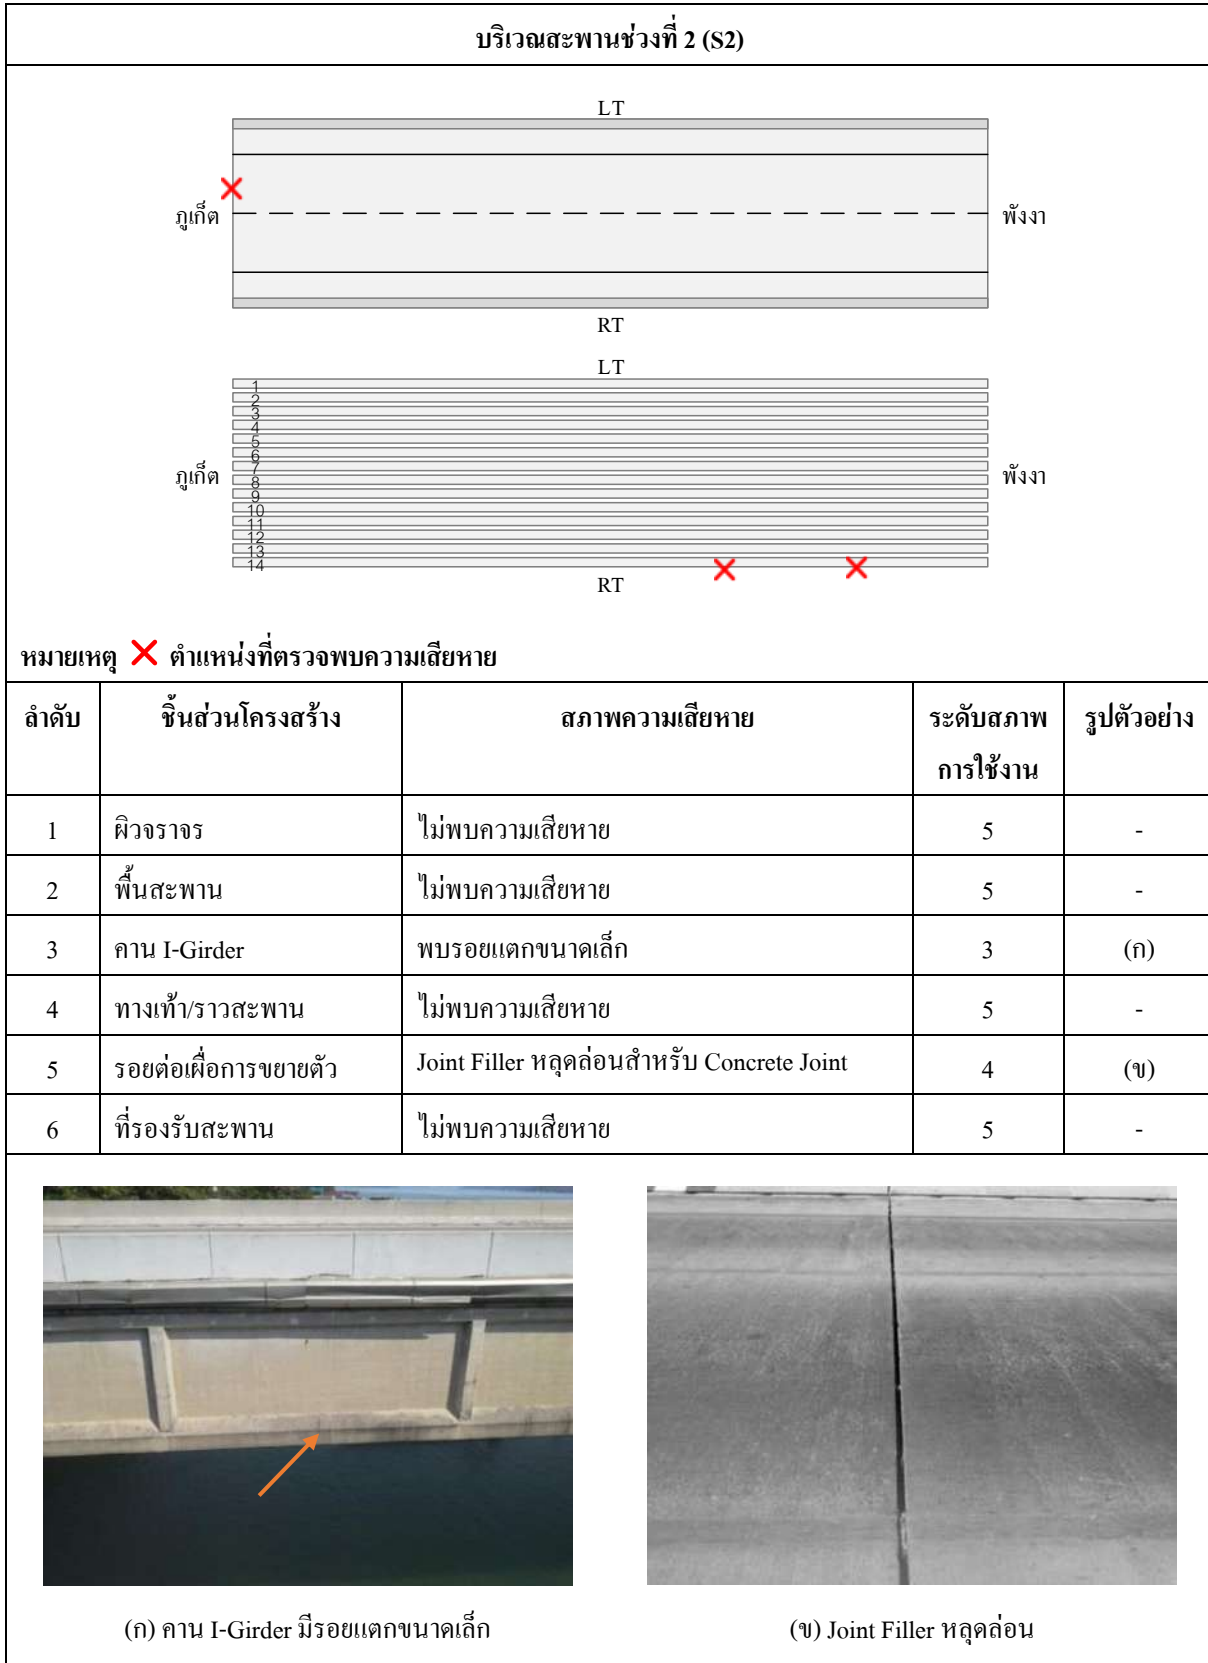 บริเวณสะพานช่วงที่ 2 (S2)
LT
ภูเก็ต
พังงา
RT
LT
1
2
3
4
5
6
7
8
9
10
11
12
13
14
ภูเก็ต
พังงา
RT
หมายเหตุ ตำแหน่งที่ตรวจพบความเสียหาย
ลำดับ ชิ้นส่วนโครงสร้าง สภาพความเสียหาย ระดับสภาพการใช้งาน รูปตัวอย่าง
1 ผิวจราจร ไม่พบความเสียหาย 5 -
2 พื้นสะพาน ไม่พบความเสียหาย 5 -
3 คาน I-Girder พบรอยแตกขนาดเล็ก 3 (ก)
4 ทางเท้า/ราวสะพาน ไม่พบความเสียหาย 5 -
5 รอยต่อเผื่อการขยายตัว Joint Filler หลุดล่อนสำหรับ Concrete Joint 4 (ข)
6 ที่รองรับสะพาน ไม่พบความเสียหาย 5 -
(ก) คาน I-Girder มีรอยแตกขนาดเล็ก
(ข) Joint Filler หลุดล่อน